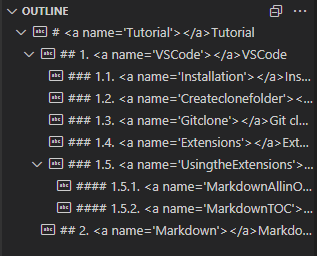 OUTLINE
# <a name='Tutorial'></a>Tutorial
## 1. <a name='VSCode'></a>VSCode
### 1.1. <a name='Installation'></a>Ins...
### 1.2. <a name='Createclonefolder'><...
### 1.3. <a name='Gitclone'></a>Git cl...
### 1.4. <a name='Extensions'></a>Ext...
### 1.5. <a name='UsingtheExtensions'>...
#### 1.5.1. <a name='MarkdownAllinO...
#### 1.5.2. <a name='MarkdownTOC'>...
## 2. <a name='Markdown'></a>Markdo...